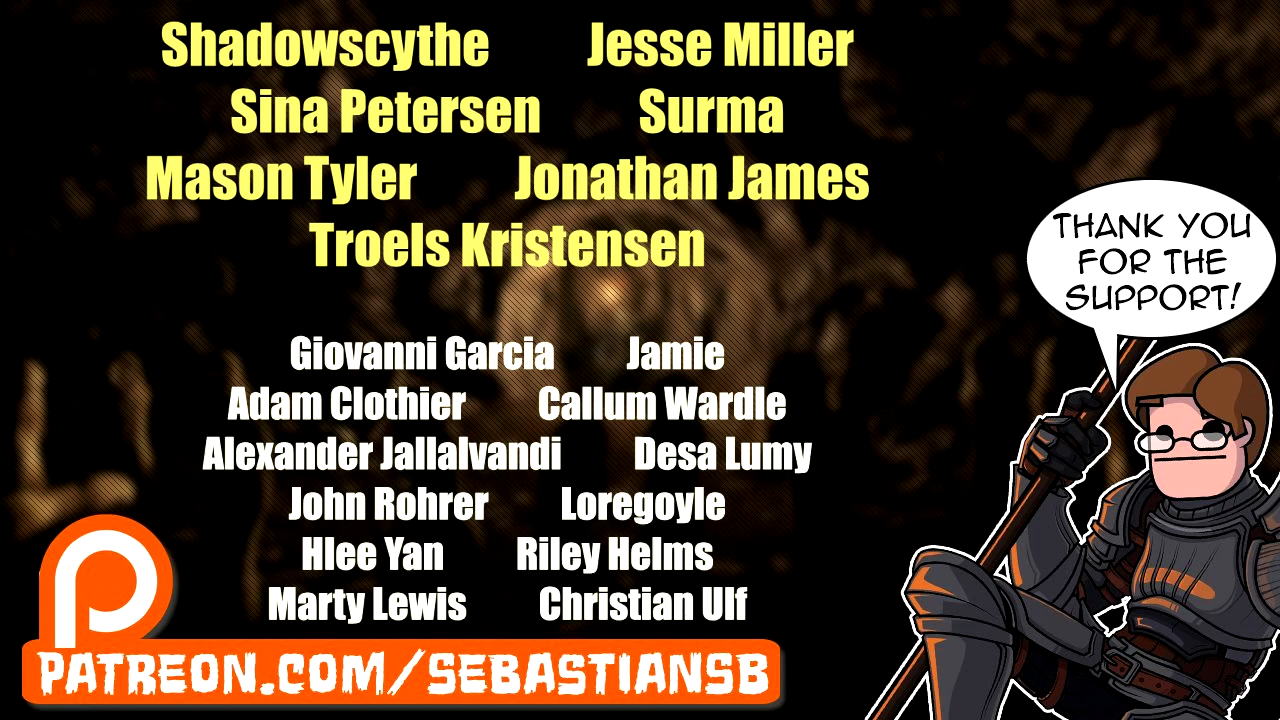 Shadowscythe Jesse Miller
Sina Petersen Surma
Mason Tyler Jonathan James
Troels Kristensen
THANK YOU
FOR THE
SUPPORT!
Giovanni Garcia Jamie
Adam Clothier Callum Wardle
Alexander Jallalvandi Desa Lumy
John Rohrer Loregoyle
Hlee Yan Riley Helms
Marty Lewis Christian Ulf
PATREON.COM/SEBASTIANSB